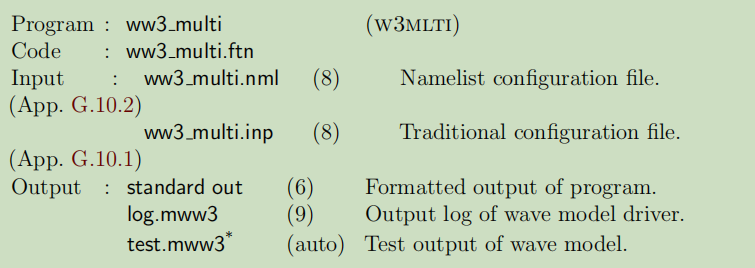 Program : ww3_multi (W3MLTI)
Code : ww3_multi.ftn
Input : ww3_multi.nml (8) Namelist configuration file.
(App. G.10.2)
ww3_multi.inp (8) Traditional configuration file.
(App. G.10.1)
Output : standard out (6) Formatted output of program.
log.mww3 (9) Output log of wave model driver.
test.mww3* (auto) Test output of wave model.